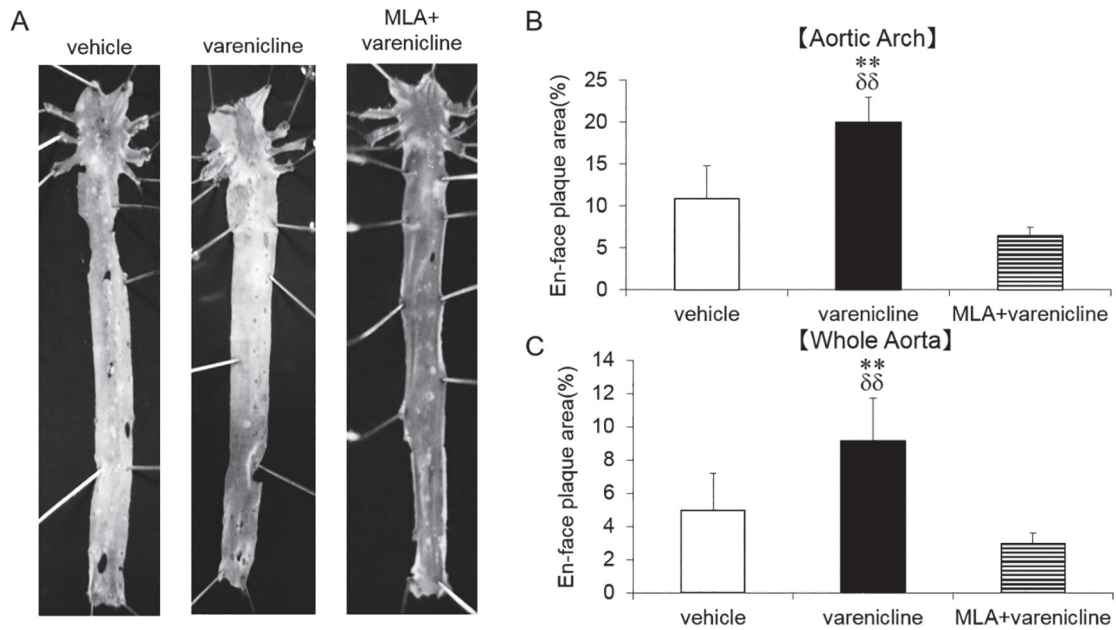 A
vehicle
varenicline
MLA+
varenicline
B
【Aortic Arch】
**
δδ
En-face plaque area(%)
25
20
15
10
5
0
vehicle
varenicline
MLA+varenicline
C
【Whole Aorta】
**
δδ
En-face plaque area(%)
14
12
10
8
6
4
2
0
vehicle
varenicline
MLA+varenicline